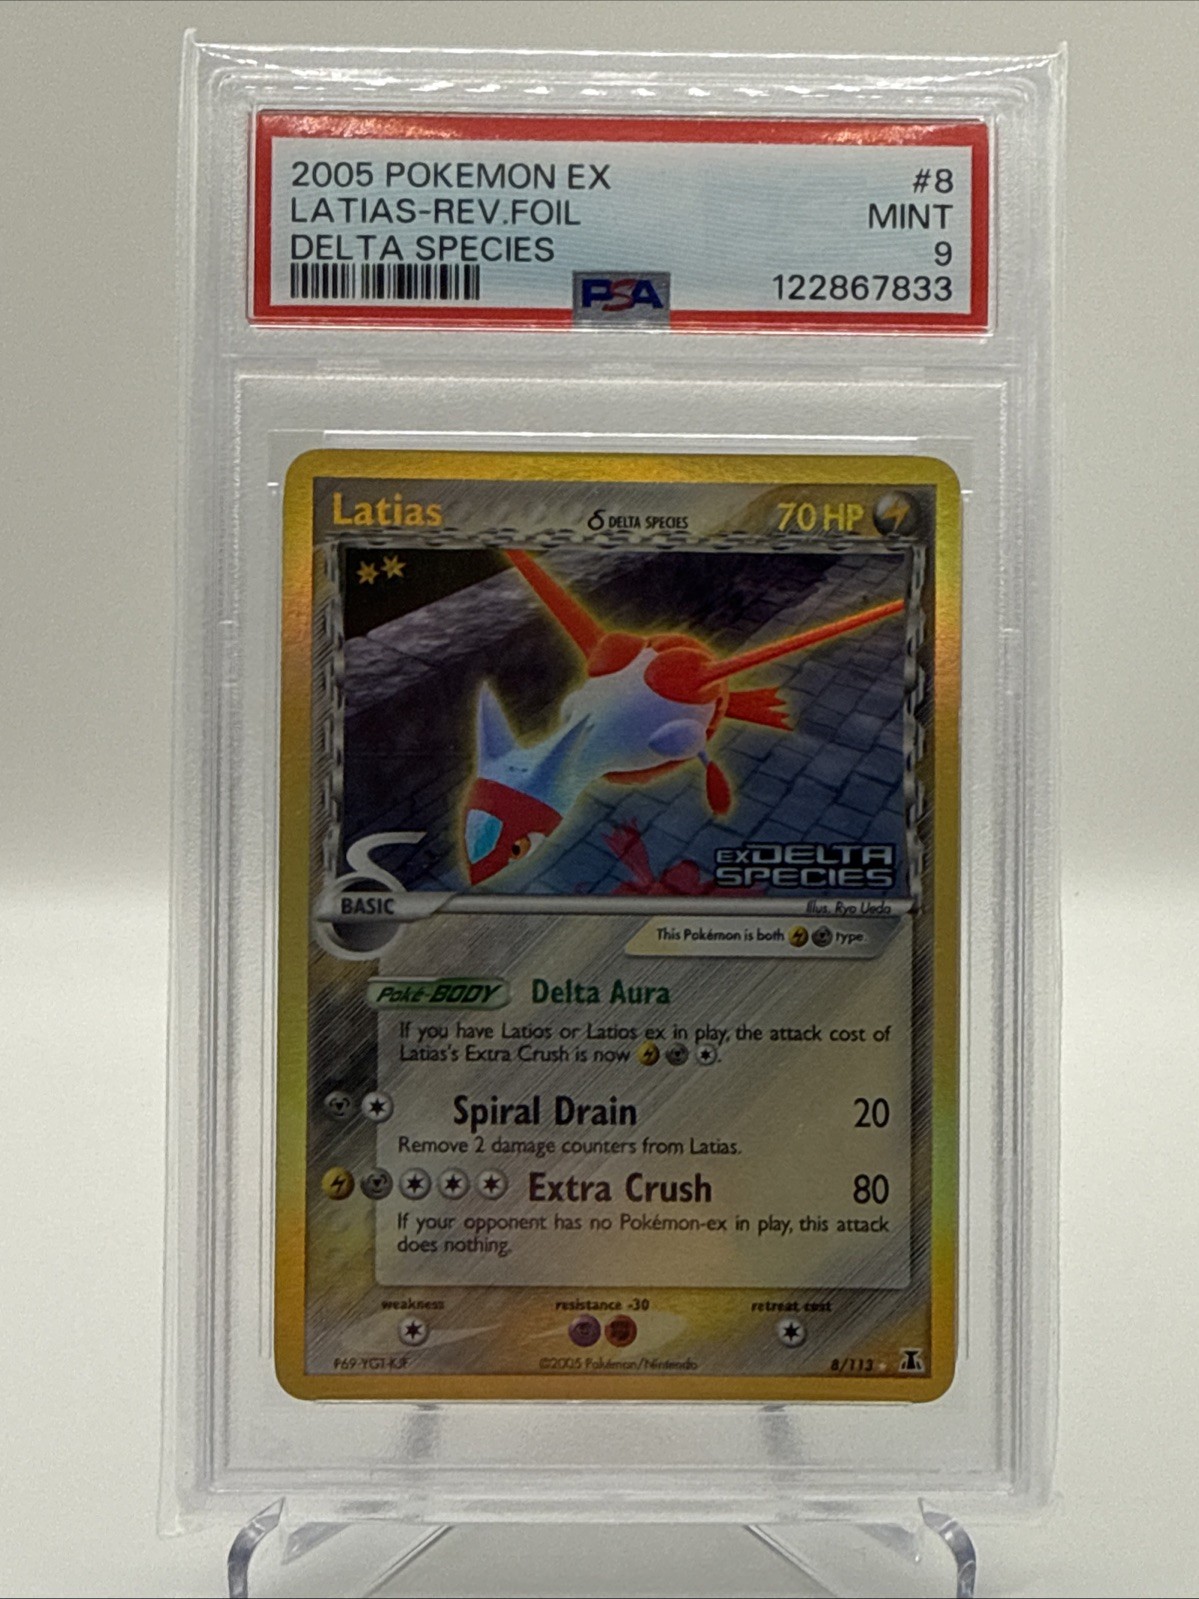 2005 POKEMON EX #8
LATIAS-REV.FOIL MINT
DELTA SPECIES 9
122867833
PSA
Latias δ DELTA SPECIES 70 HP
EX DELTA
SPECIES
BASIC
Illus. Ryo Ueda
This Pokémon is both type.
Poké-BODY Delta Aura
If you have Latios or Latios ex in play, the attack cost of
Latias's Extra Crush is now .
Spiral Drain 20
Remove 2 damage counters from Latias.
Extra Crush 80
If your opponent has no Pokémon-ex in play, this attack
does nothing.
weakness resistance -30 retreat cost
©2005 Pokémon/Nintendo 8/113